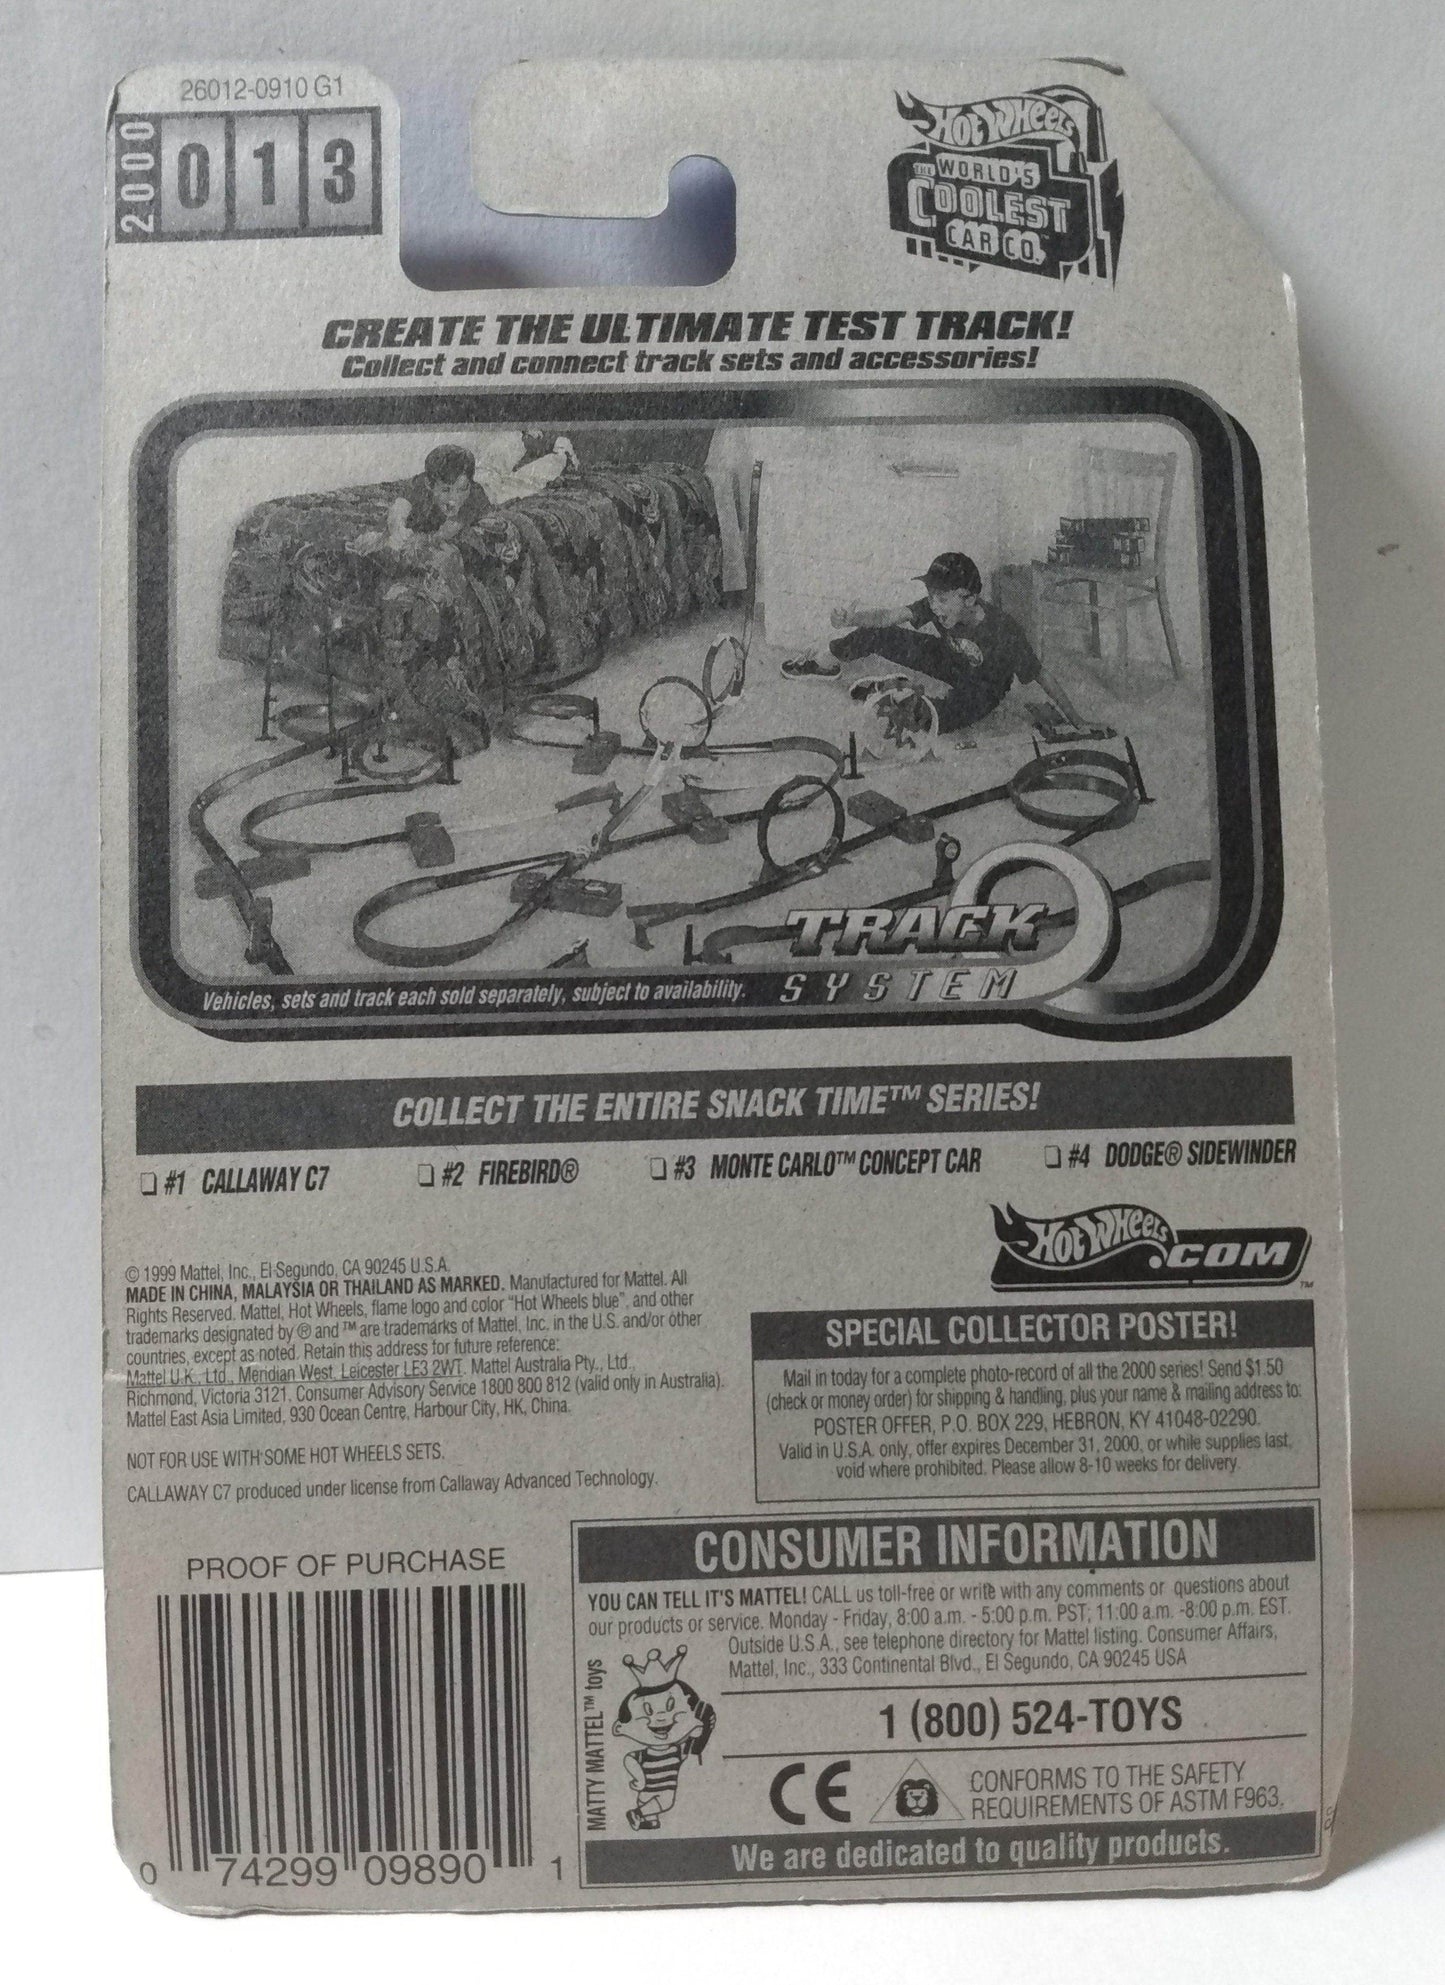 26012-0910 G1
2000 013
HOT WHEELS
THE WORLD'S
COOLEST
CAR CO.™
CREATE THE ULTIMATE TEST TRACK!
Collect and connect track sets and accessories!
TRACK
SYSTEM
Vehicles, sets and track each sold separately, subject to availability.
COLLECT THE ENTIRE SNACK TIME™ SERIES!
❏ #1 CALLAWAY C7 ❏ #2 FIREBIRD® ❏ #3 MONTE CARLO™ CONCEPT CAR ❏ #4 DODGE® SIDEWINDER
HOT WHEELS.COM™
© 1999 Mattel, Inc., El Segundo, CA 90245 U.S.A.
MADE IN CHINA, MALAYSIA OR THAILAND AS MARKED. Manufactured for Mattel. All
Rights Reserved. Mattel, Hot Wheels, flame logo and color "Hot Wheels blue", and other
trademarks designated by ® and ™ are trademarks of Mattel, Inc. in the U.S. and/or other
countries, except as noted. Retain this address for future reference:
Mattel U.K., Ltd., Meridian West, Leicester LE3 2WT. Mattel Australia Pty., Ltd.,
Richmond, Victoria 3121. Consumer Advisory Service 1800 800 812 (valid only in Australia).
Mattel East Asia Limited, 930 Ocean Centre, Harbour City, HK, China.
NOT FOR USE WITH SOME HOT WHEELS SETS.
CALLAWAY C7 produced under license from Callaway Advanced Technology.
SPECIAL COLLECTOR POSTER!
Mail in today for a complete photo-record of all the 2000 series! Send $1.50
(check or money order) for shipping & handling, plus your name & mailing address to:
POSTER OFFER, P.O. BOX 229, HEBRON, KY 41048-02290.
Valid in U.S.A. only, offer expires December 31, 2000, or while supplies last,
void where prohibited. Please allow 8-10 weeks for delivery.
PROOF OF PURCHASE
0 74299 09890 1
CONSUMER INFORMATION
YOU CAN TELL IT'S MATTEL! CALL us toll-free or write with any comments or questions about
our products or service. Monday - Friday, 8:00 a.m. - 5:00 p.m. PST; 11:00 a.m. -8:00 p.m. EST.
Outside U.S.A., see telephone directory for Mattel listing. Consumer Affairs,
Mattel, Inc., 333 Continental Blvd., El Segundo, CA 90245 USA
MATTY MATTEL™ toys
1 (800) 524-TOYS
CE
CONFORMS TO THE SAFETY
REQUIREMENTS OF ASTM F963.
We are dedicated to quality products.